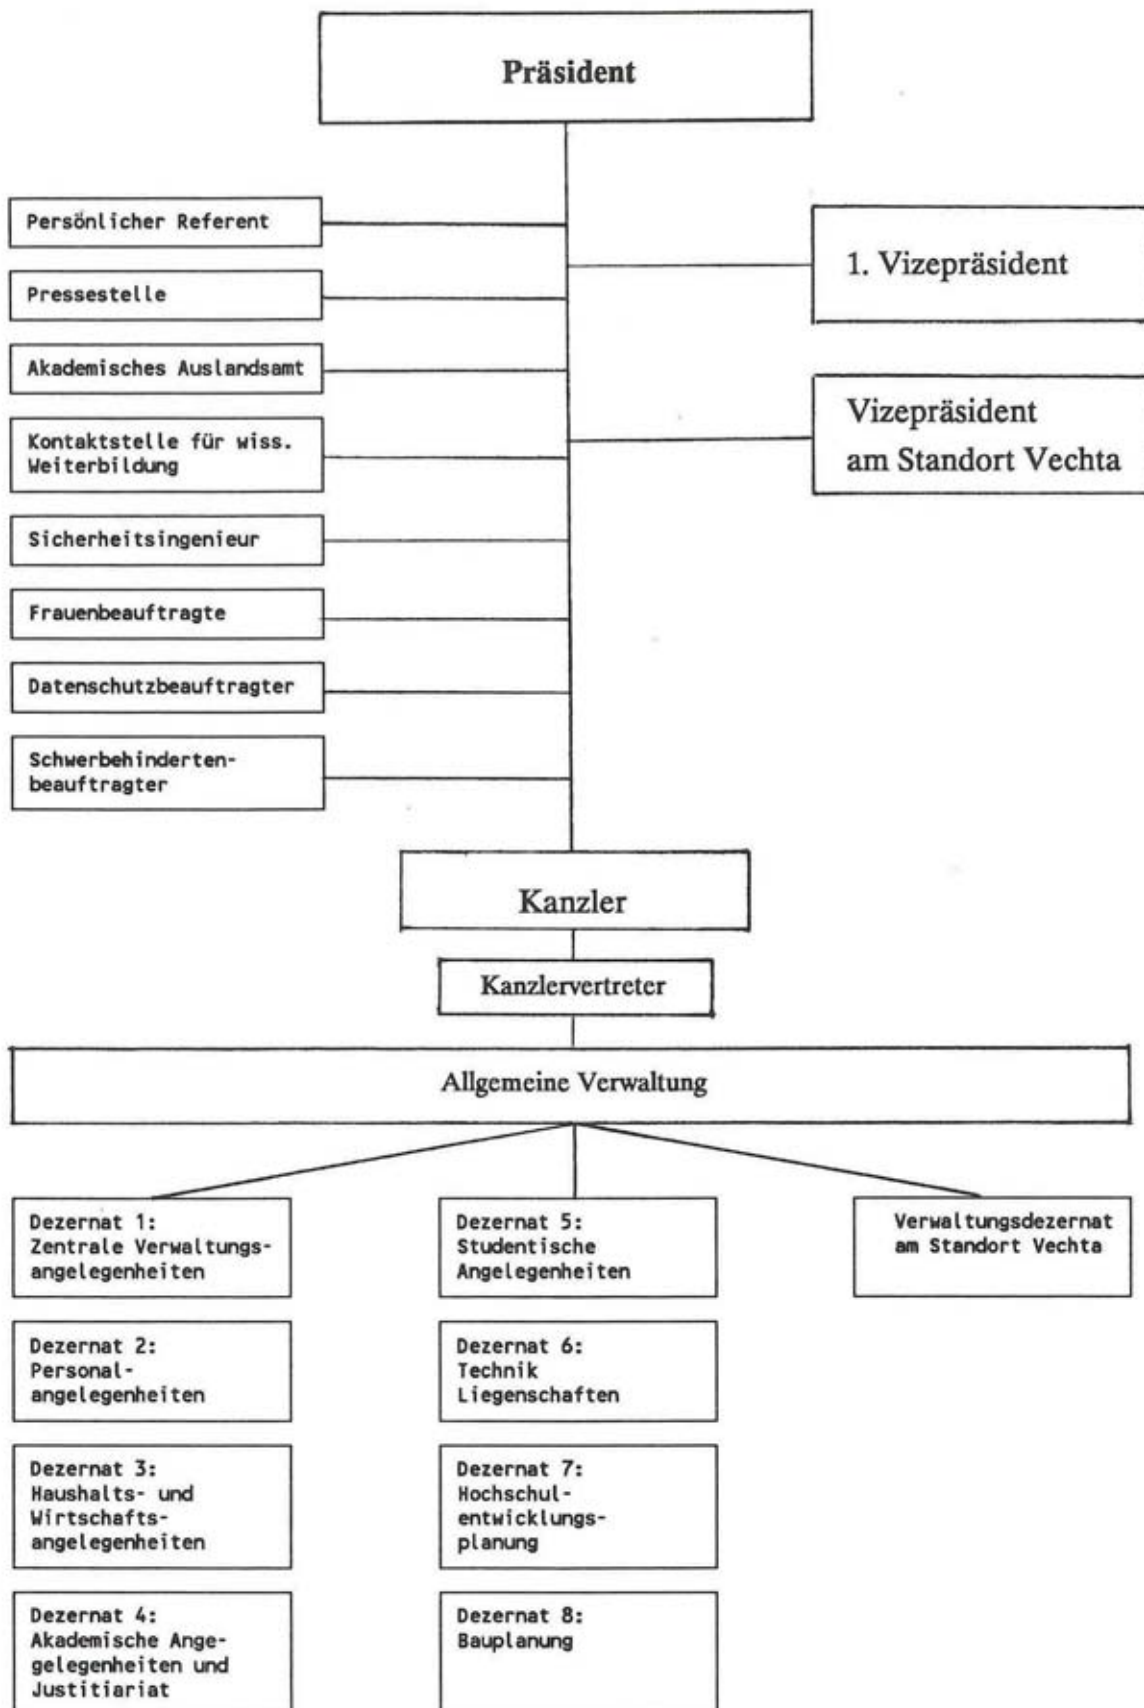 Präsident
Persönlicher Referent
Pressestelle
Akademisches Auslandsamt
Kontaktstelle für wiss.
Weiterbildung
Sicherheitsingenieur
Frauenbeauftragte
Datenschutzbeauftragter
Schwerbehinderten-
beauftragter
1. Vizepräsident
Vizepräsident
am Standort Vechta
Kanzler
Kanzlervertreter
Allgemeine Verwaltung
Dezernat 1:
Zentrale Verwaltungs-
angelegenheiten
Dezernat 2:
Personal-
angelegenheiten
Dezernat 3:
Haushalts- und
Wirtschafts-
angelegenheiten
Dezernat 4:
Akademische Ange-
gelegenheiten und
Justitiariat
Dezernat 5:
Studentische
Angelegenheiten
Dezernat 6:
Technik
Liegenschaften
Dezernat 7:
Hochschul-
entwicklungs-
planung
Dezernat 8:
Bauplanung
Verwaltungsdezernat
am Standort Vechta